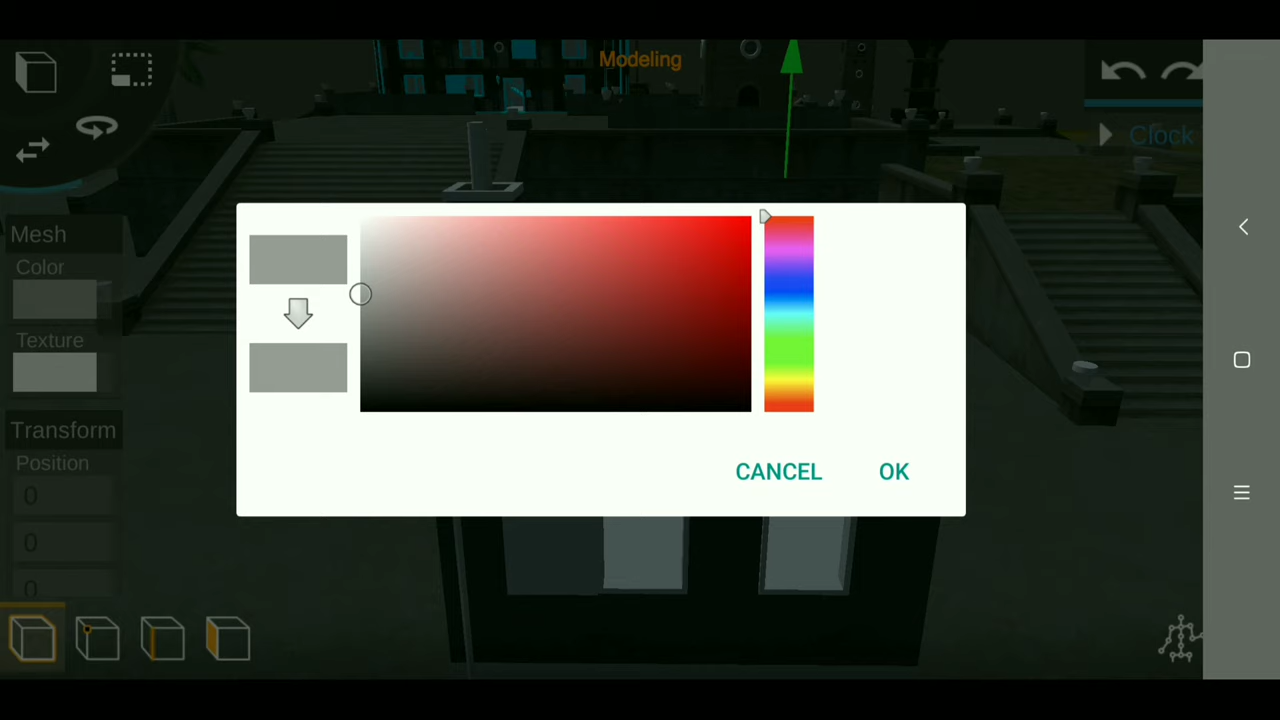 Modeling
Clock
Mesh
Color
Texture
Transform
Position
0
0
0
CANCEL
OK